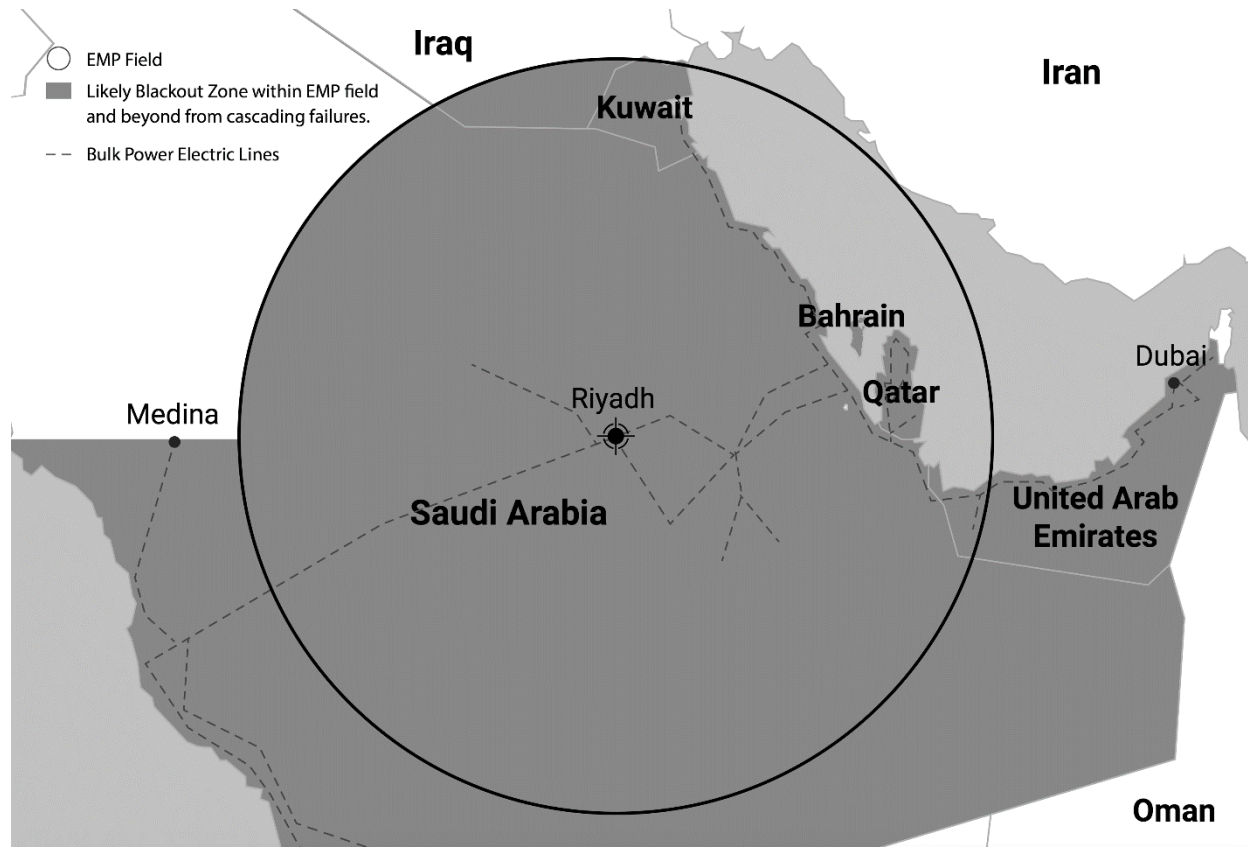 Iraq
Iran
EMP Field
Likely Blackout Zone within EMP field
and beyond from cascading failures.
Bulk Power Electric Lines
Kuwait
Bahrain
Dubai
Qatar
Riyadh
Medina
Saudi Arabia
United Arab
Emirates
Oman